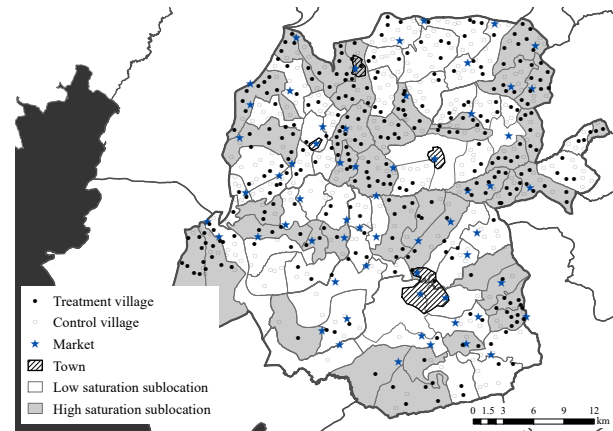 Treatment village
Control village
Market
Town
Low saturation sublocation
High saturation sublocation
0 1.5 3 6 9 12
km